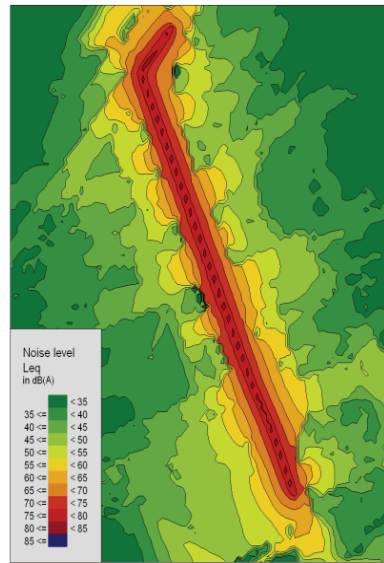 Noise level
Leq
in dB(A)
< 35
35 <= < 40
40 <= < 45
45 <= < 50
50 <= < 55
55 <= < 60
60 <= < 65
65 <= < 70
70 <= < 75
75 <= < 80
80 <= < 85
85 <=